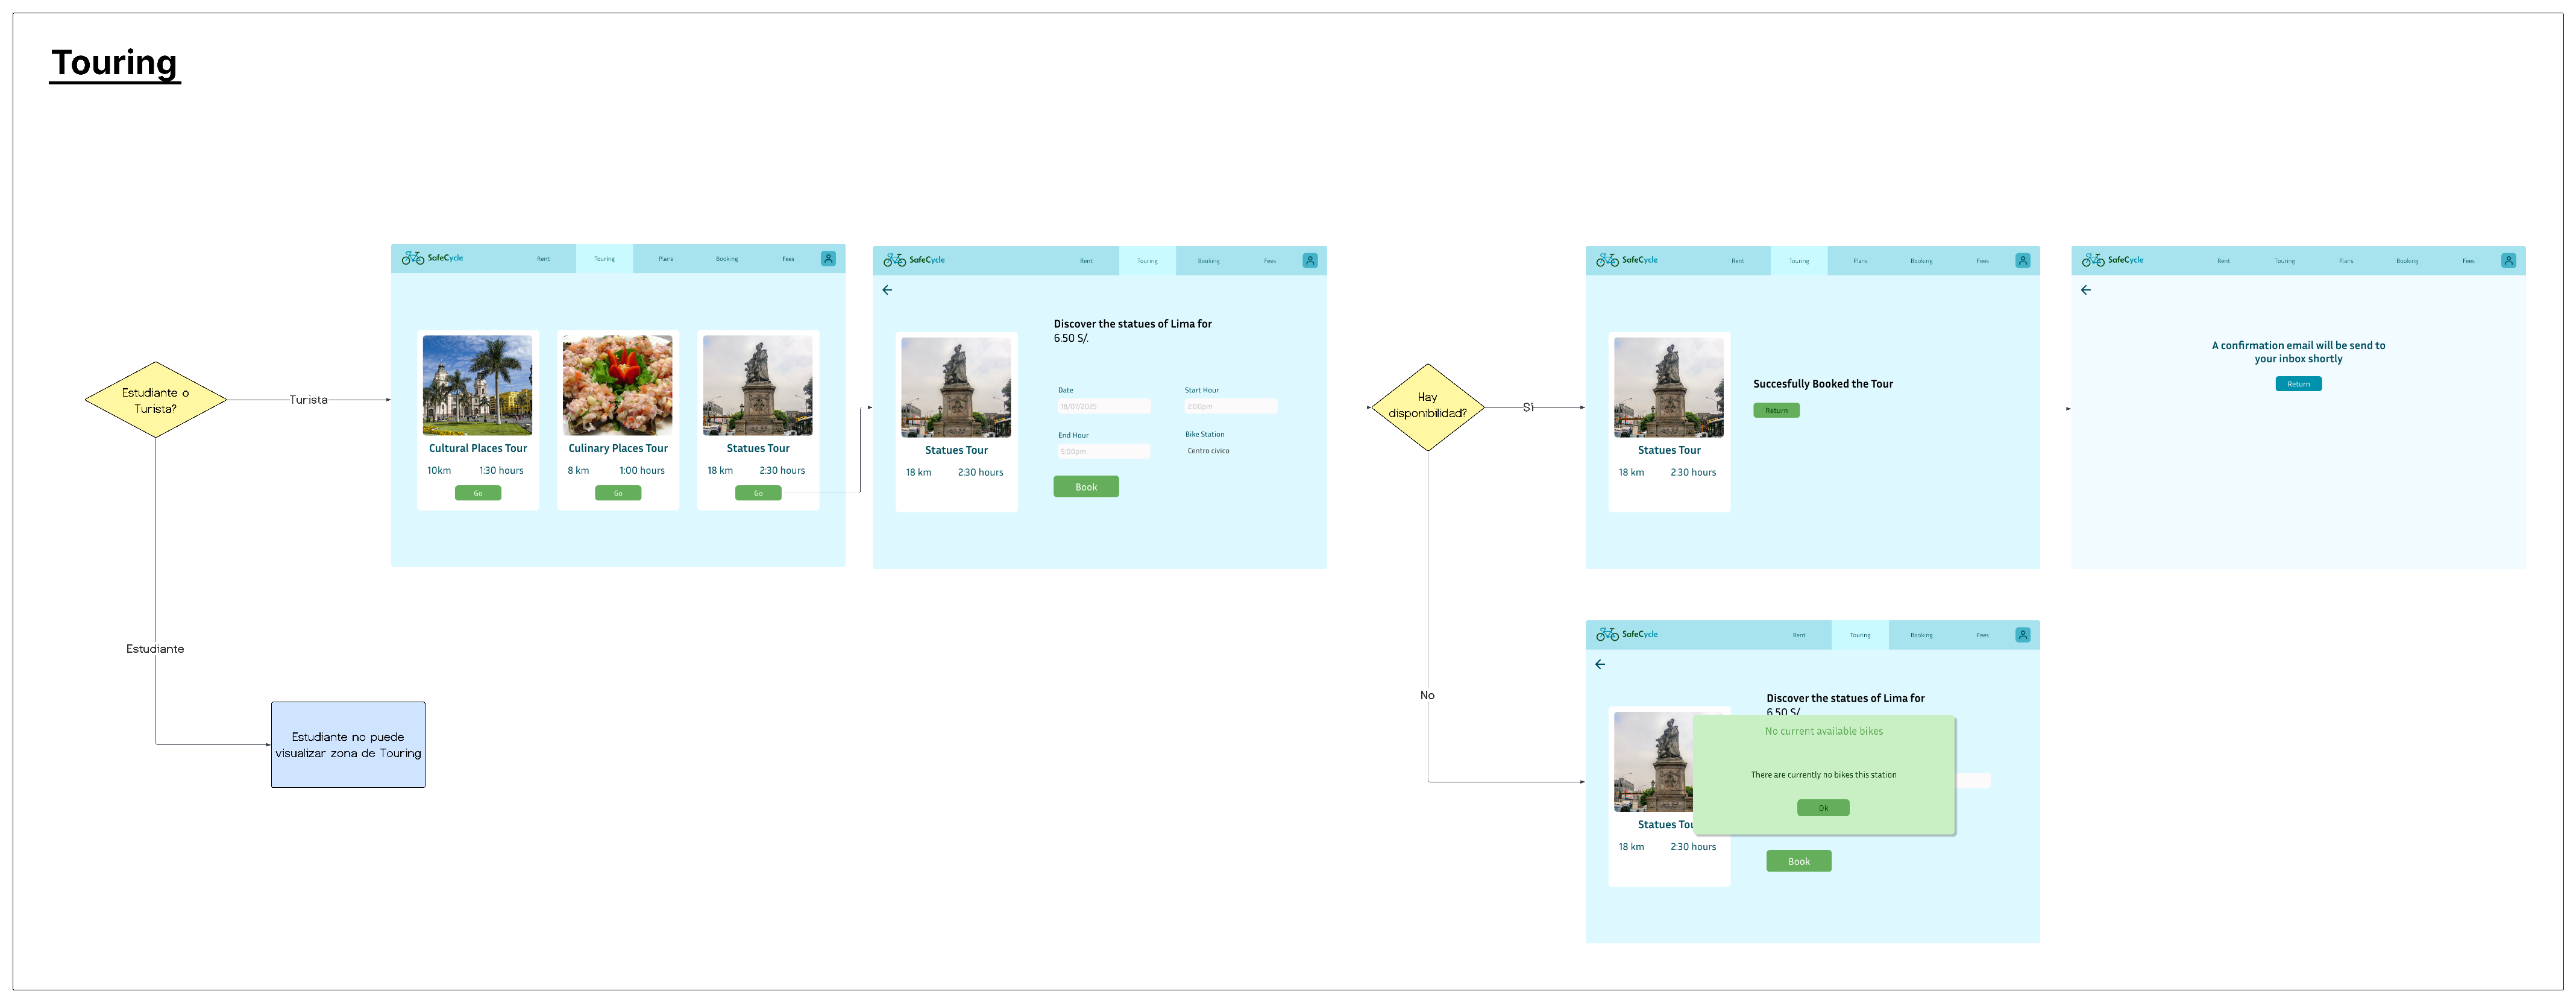 Touring
Estudiante o
Turista?
Turista
Estudiante
Estudiante no puede
visualizar zona de Touring
SafeCycle
Rent
Touring
Plans
Booking
Fees
Cultural Places Tour
10km
1:30 hours
Go
Culinary Places Tour
8 km
1:00 hours
Go
Statues Tour
18 km
2:30 hours
Go
SafeCycle
Rent
Touring
Booking
Fees
Statues Tour
18 km
2:30 hours
Discover the statues of Lima for
6.50 S/.
Date
18/07/2025
Start Hour
2:00pm
End Hour
5:00pm
Bike Station
Centro civico
Book
Hay
disponibilidad?
Sí
No
SafeCycle
Rent
Touring
Plans
Booking
Fees
Statues Tour
18 km
2:30 hours
Succesfully Booked the Tour
Return
SafeCycle
Rent
Touring
Plans
Booking
Fees
A confirmation email will be send to
your inbox shortly
Return
SafeCycle
Rent
Touring
Booking
Fees
Discover the statues of Lima for
6.50 S/
No current available bikes
There are currently no bikes this station
Ok
Statues Tou
18 km
2:30 hours
Book